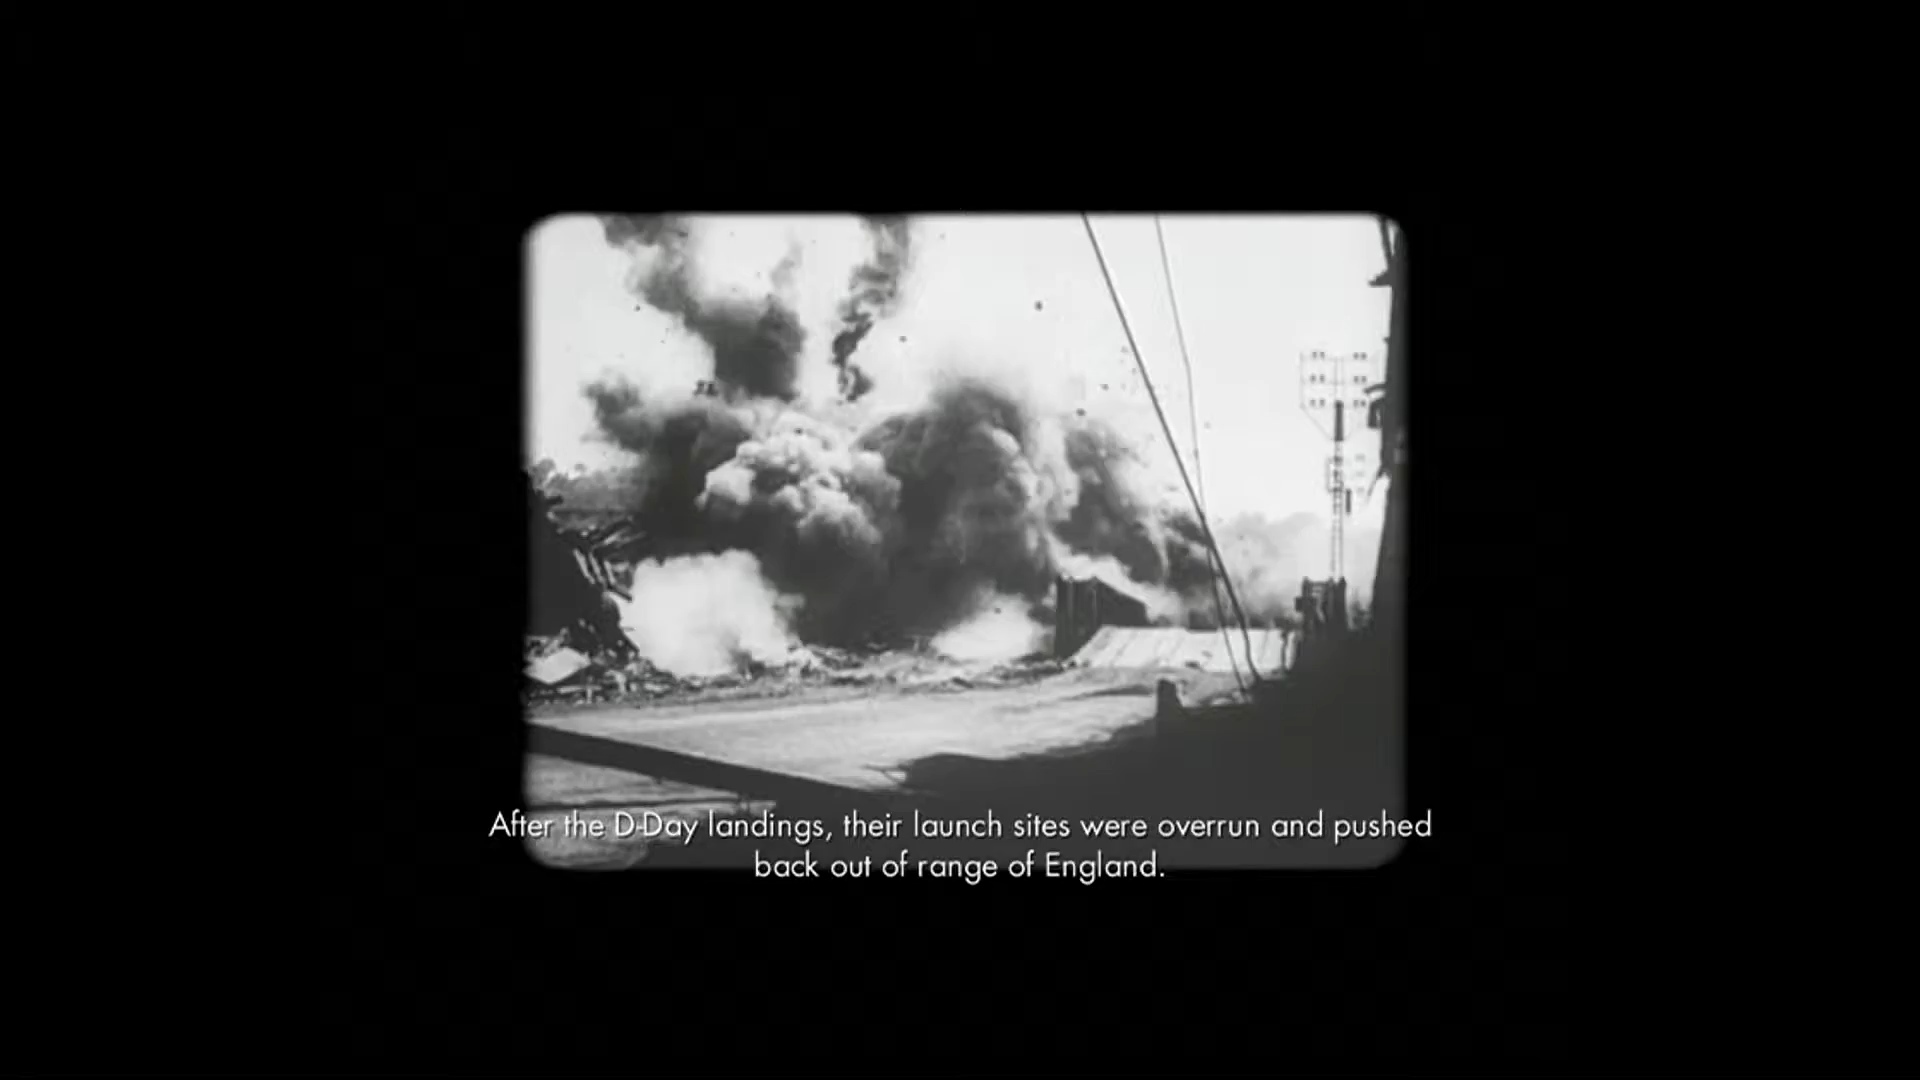 After the D-Day landings, their launch sites were overrun and pushed
back out of range of England.